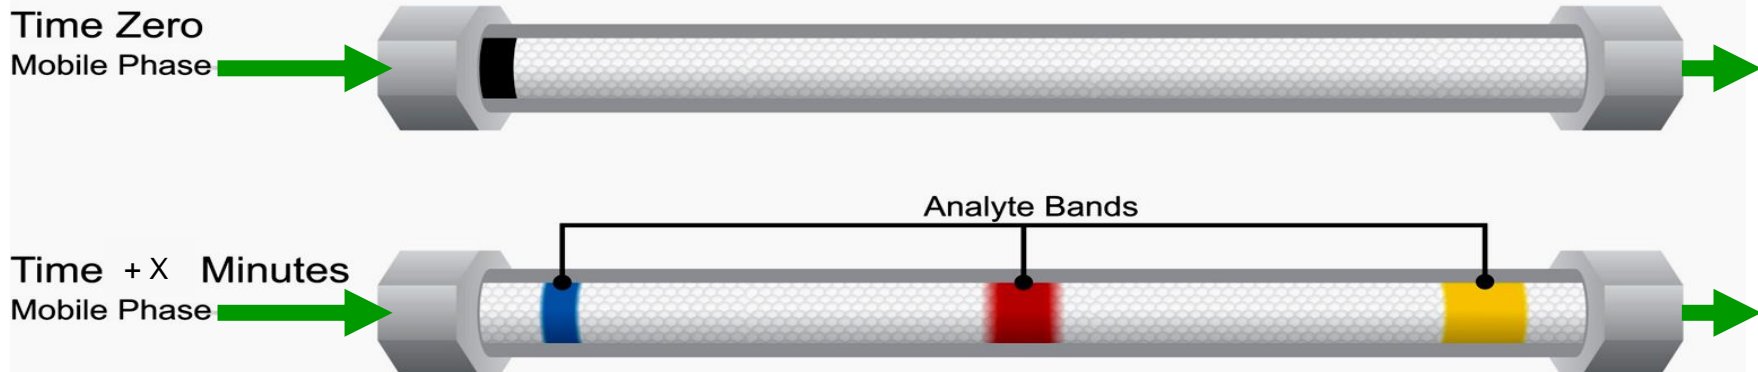 Time Zero
Mobile Phase
Analyte Bands
Time + X Minutes
Mobile Phase